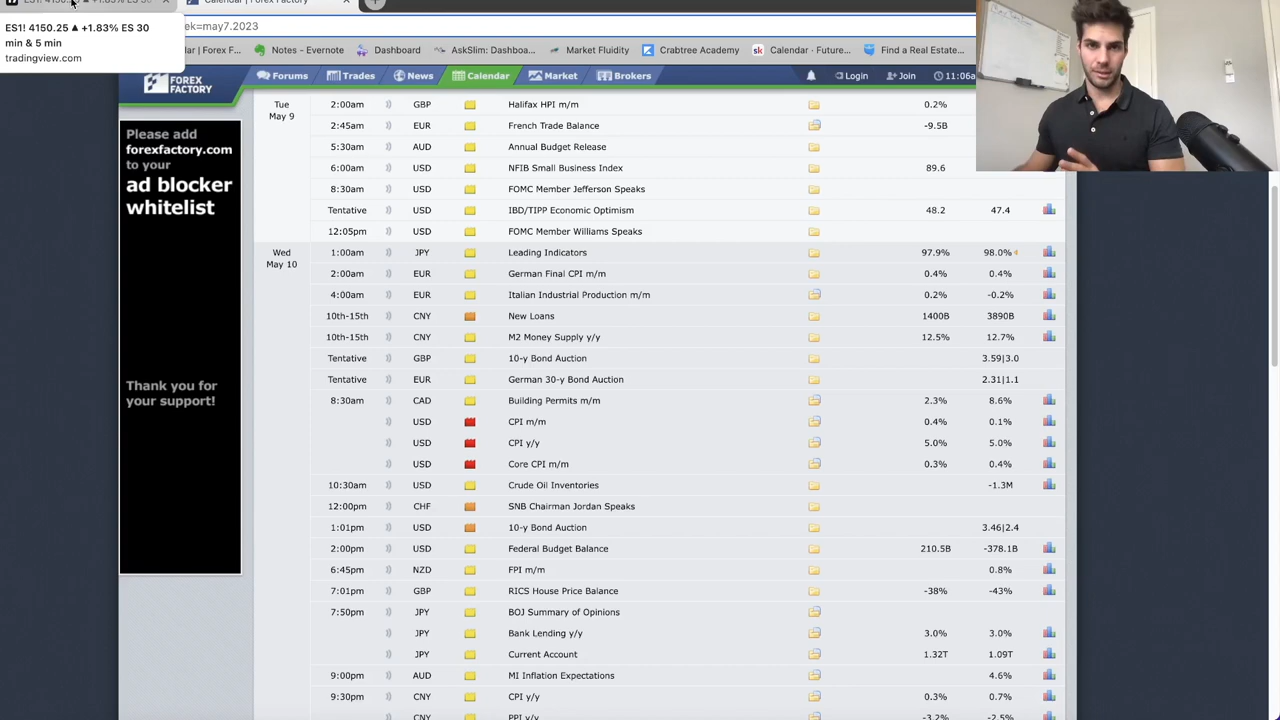 Calendar | Forex Factory
ES1! 4150.25 ▲ +1.83% ES 30
min & 5 min
tradingview.com
ek=may7.2023
dar | Forex F... Notes – Evernote Dashboard AskSlim: Dashboa... Market Fluidity Crabtree Academy Calendar · Future... Find a Real Estate...
FOREX
FACTORY
Forums Trades News Calendar Market Brokers Login Join 11:06a
Please add
forexfactory.com
to your
ad blocker
whitelist
Thank you for
your support!
Tue 2:00am GBP Halifax HPI m/m 0.2%
May 9
2:45am EUR French Trade Balance -9.5B
5:30am AUD Annual Budget Release
6:00am USD NFIB Small Business Index 89.6
8:30am USD FOMC Member Jefferson Speaks
Tentative USD IBD/TIPP Economic Optimism 48.2 47.4
12:05pm USD FOMC Member Williams Speaks
Wed 1:00am JPY Leading Indicators 97.9% 98.0%
May 10
2:00am EUR German Final CPI m/m 0.4% 0.4%
4:00am EUR Italian Industrial Production m/m 0.2% -0.2%
10th-15th CNY New Loans 1400B 3890B
10th-15th CNY M2 Money Supply y/y 12.5% 12.7%
Tentative GBP 10-y Bond Auction 3.59|3.0
Tentative EUR German 30-y Bond Auction 2.31|1.1
8:30am CAD Building Permits m/m 2.3% 8.6%
USD CPI m/m 0.4% 0.1%
USD CPI y/y 5.0% 5.0%
USD Core CPI m/m 0.3% 0.4%
10:30am USD Crude Oil Inventories -1.3M
12:00pm CHF SNB Chairman Jordan Speaks
1:01pm USD 10-y Bond Auction 3.46|2.4
2:00pm USD Federal Budget Balance 210.5B -378.1B
6:45pm NZD FPI m/m 0.8%
7:01pm GBP RICS House Price Balance -38% -43%
7:50pm JPY BOJ Summary of Opinions
JPY Bank Lending y/y 3.0% 3.0%
JPY Current Account 1.32T 1.09T
9:00pm AUD MI Inflation Expectations 4.6%
9:30pm CNY CPI y/y 0.3% 0.7%
CNY PPI y/y -3.2% -2.5%